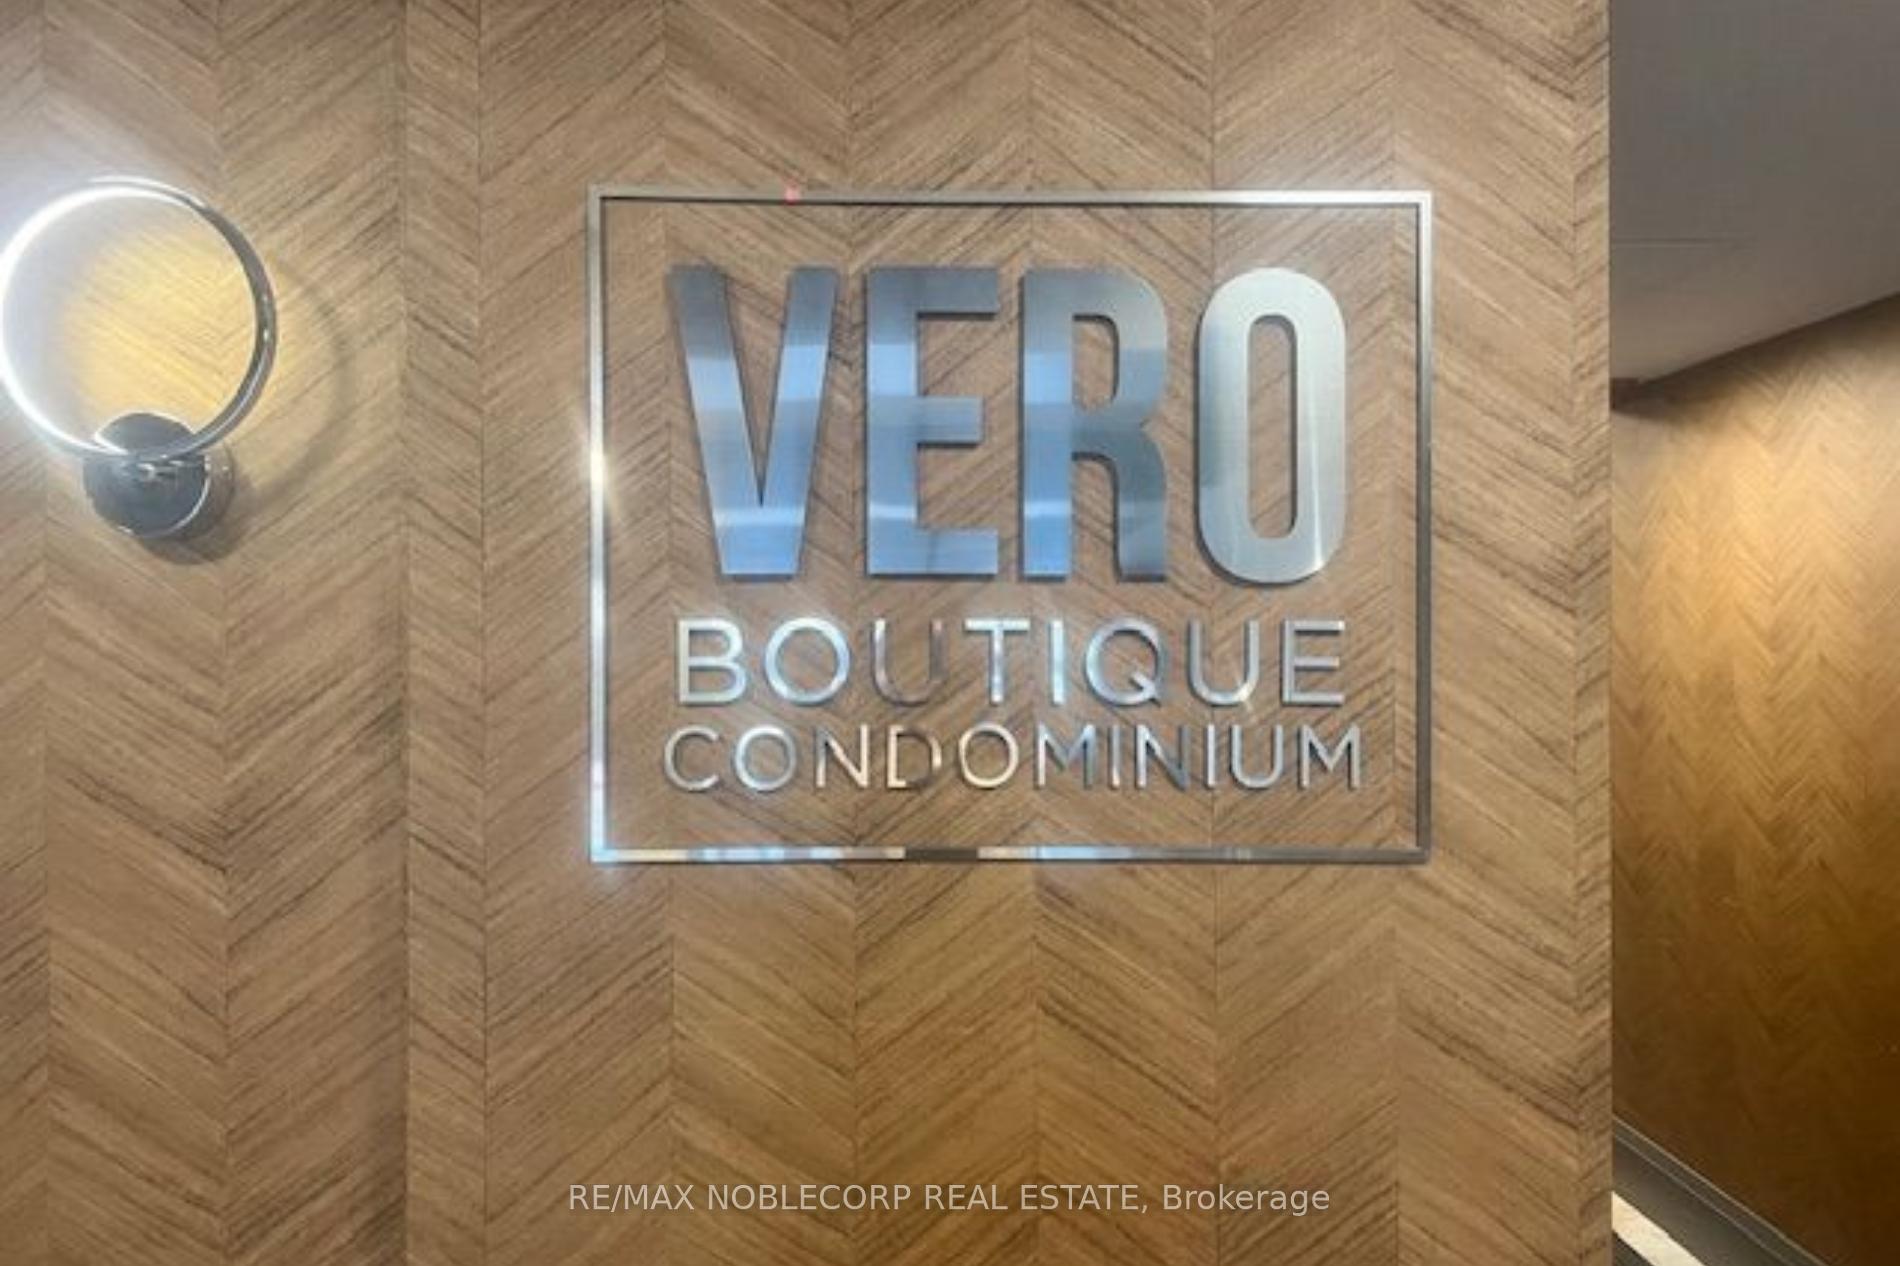 VERO
BOUTIQUE
CONDOMINIUM
RE/MAX NOBLECORP REAL ESTATE, Brokerage